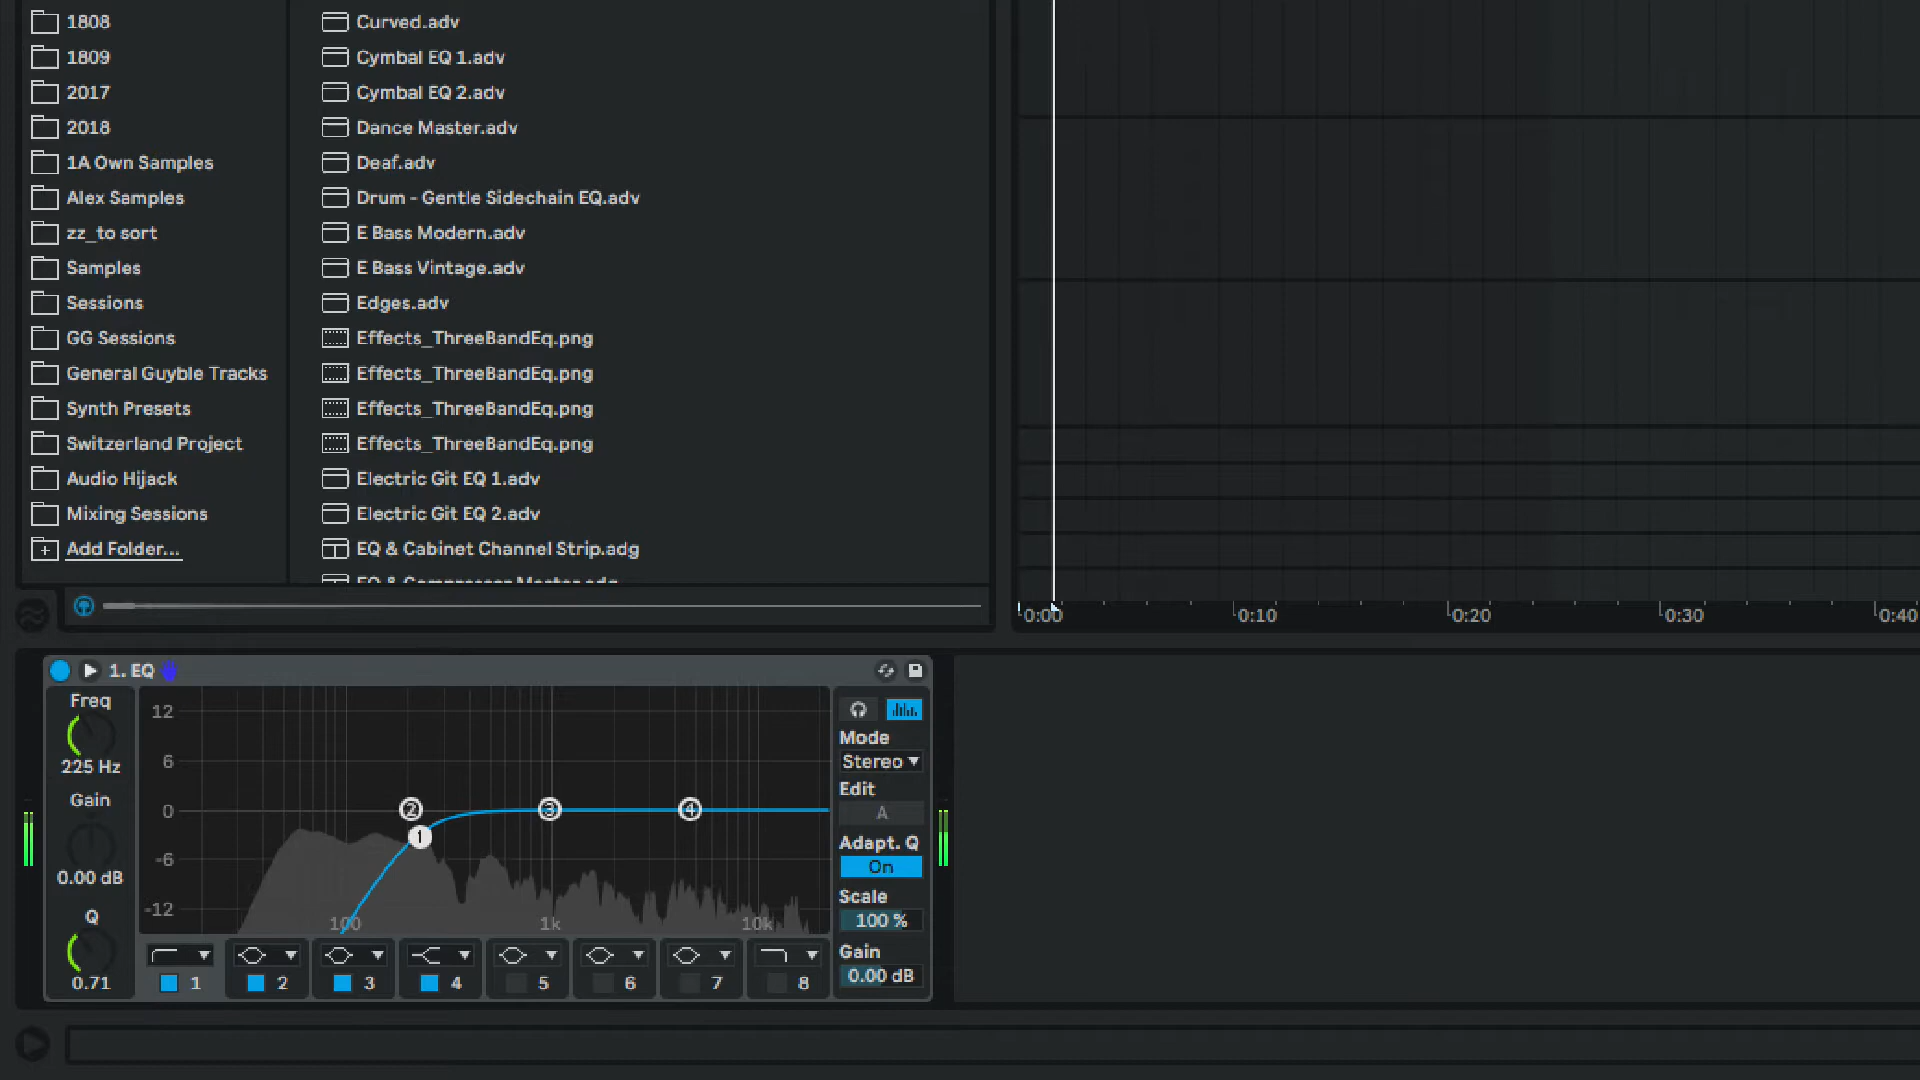 1808
1809
2017
2018
1A Own Samples
Alex Samples
zz_to sort
Samples
Sessions
GG Sessions
General Guyble Tracks
Synth Presets
Switzerland Project
Audio Hijack
Mixing Sessions
Add Folder...
Curved.adv
Cymbal EQ 1.adv
Cymbal EQ 2.adv
Dance Master.adv
Deaf.adv
Drum - Gentle Sidechain EQ.adv
E Bass Modern.adv
E Bass Vintage.adv
Edges.adv
Effects_ThreeBandEq.png
Effects_ThreeBandEq.png
Effects_ThreeBandEq.png
Effects_ThreeBandEq.png
Electric Git EQ 1.adv
Electric Git EQ 2.adv
EQ & Cabinet Channel Strip.adg
EQ & Compressor Master.adg
0:00 0:10 0:20 0:30 0:40
1. EQ
Freq
225 Hz
Gain
0.00 dB
Q
0.71
12
6
0
-6
-12
100 1k 10k
2 3 4
1
Mode
Stereo
Edit
A
Adapt. Q
On
Scale
100 %
Gain
0.00 dB
1 2 3 4 5 6 7 8